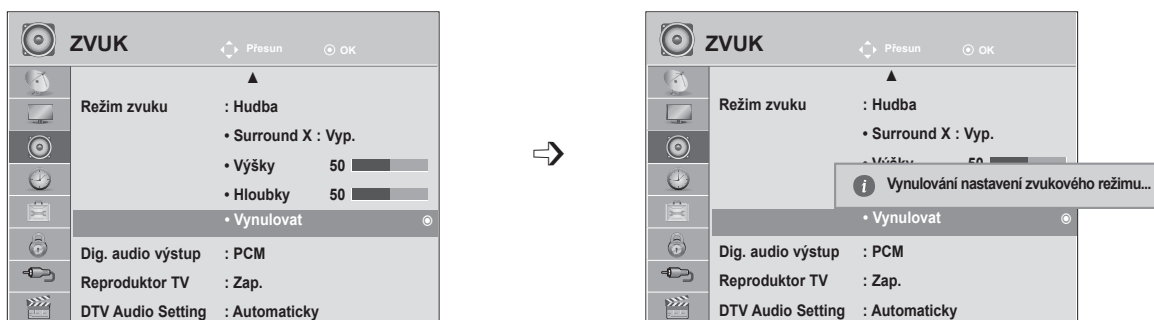 ZVUK Přesun OK
Režim zvuku : Hudba
• Surround X : Vyp.
• Výšky 50
• Hloubky 50
• Vynulovat
Dig. audio výstup : PCM
Reproduktor TV : Zap.
DTV Audio Setting : Automaticky
ZVUK Přesun OK
Režim zvuku : Hudba
• Surround X : Vyp.
• Výšky 50
Vynulování nastavení zvukového režimu...
• Vynulovat
Dig. audio výstup : PCM
Reproduktor TV : Zap.
DTV Audio Setting : Automaticky